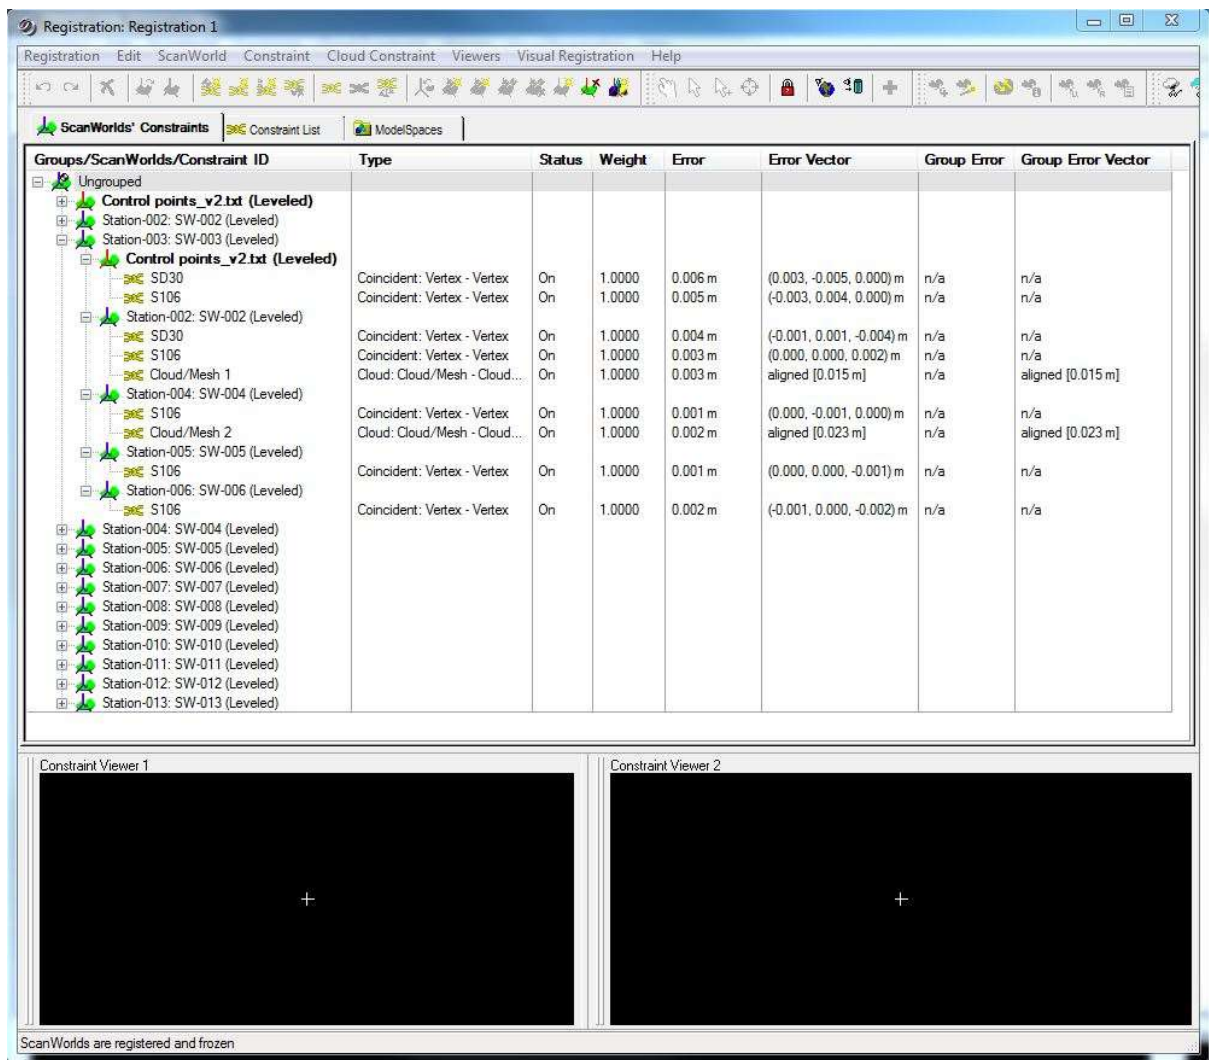 Registration: Registration 1
Registration Edit ScanWorld Constraint Cloud Constraint Viewers Visual Registration Help
ScanWorlds' Constraints Constraint List ModelSpaces
Groups/ScanWorlds/Constraint ID Type Status Weight Error Error Vector Group Error Group Error Vector
Ungrouped
Control points_v2.txt (Leveled)
Station-002: SW-002 (Leveled)
Station-003: SW-003 (Leveled)
Control points_v2.txt (Leveled)
SD30 Coincident: Vertex - Vertex On 1.0000 0.006 m (0.003, -0.005, 0.000) m n/a n/a
S106 Coincident: Vertex - Vertex On 1.0000 0.005 m (-0.003, 0.004, 0.000) m n/a n/a
Station-002: SW-002 (Leveled)
SD30 Coincident: Vertex - Vertex On 1.0000 0.004 m (-0.001, 0.001, -0.004) m n/a n/a
S106 Coincident: Vertex - Vertex On 1.0000 0.003 m (0.000, 0.000, 0.002) m n/a n/a
Cloud/Mesh 1 Cloud: Cloud/Mesh - Cloud... On 1.0000 0.003 m aligned [0.015 m] n/a aligned [0.015 m]
Station-004: SW-004 (Leveled)
S106 Coincident: Vertex - Vertex On 1.0000 0.001 m (0.000, -0.001, 0.000) m n/a n/a
Cloud/Mesh 2 Cloud: Cloud/Mesh - Cloud... On 1.0000 0.002 m aligned [0.023 m] n/a aligned [0.023 m]
Station-005: SW-005 (Leveled)
S106 Coincident: Vertex - Vertex On 1.0000 0.001 m (0.000, 0.000, -0.001) m n/a n/a
Station-006: SW-006 (Leveled)
S106 Coincident: Vertex - Vertex On 1.0000 0.002 m (-0.001, 0.000, -0.002) m n/a n/a
Station-004: SW-004 (Leveled)
Station-005: SW-005 (Leveled)
Station-006: SW-006 (Leveled)
Station-007: SW-007 (Leveled)
Station-008: SW-008 (Leveled)
Station-009: SW-009 (Leveled)
Station-010: SW-010 (Leveled)
Station-011: SW-011 (Leveled)
Station-012: SW-012 (Leveled)
Station-013: SW-013 (Leveled)
Constraint Viewer 1 Constraint Viewer 2
ScanWorlds are registered and frozen